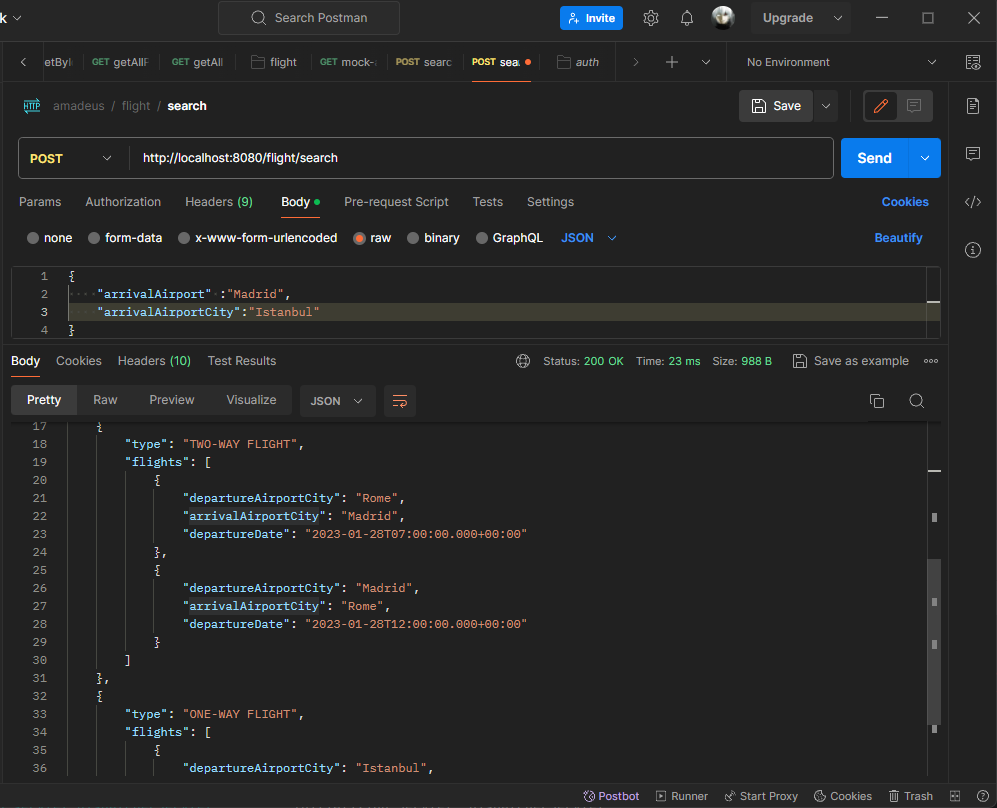 k
Search Postman
Invite
Upgrade
etByI
GET getAllF
GET getAll
flight
GET mock-
POST searc
POST sea
auth
No Environment
HTTP amadeus / flight / search
Save
POST
http://localhost:8080/flight/search
Send
Params Authorization Headers (9) Body Pre-request Script Tests Settings Cookies
none form-data x-www-form-urlencoded raw binary GraphQL JSON Beautify
1 {
2 "arrivalAirport" :"Madrid",
3 "arrivalAirportCity":"Istanbul"
4 }
Body Cookies Headers (10) Test Results Status: 200 OK Time: 23 ms Size: 988 B Save as example
Pretty Raw Preview Visualize JSON
17 {
18 "type": "TWO-WAY FLIGHT",
19 "flights": [
20 {
21 "departureAirportCity": "Rome",
22 "arrivalAirportCity": "Madrid",
23 "departureDate": "2023-01-28T07:00:00.000+00:00"
24 },
25 {
26 "departureAirportCity": "Madrid",
27 "arrivalAirportCity": "Rome",
28 "departureDate": "2023-01-28T12:00:00.000+00:00"
29 }
30 ]
31 },
32 {
33 "type": "ONE-WAY FLIGHT",
34 "flights": [
35 {
36 "departureAirportCity": "Istanbul",
Postbot Runner Start Proxy Cookies Trash